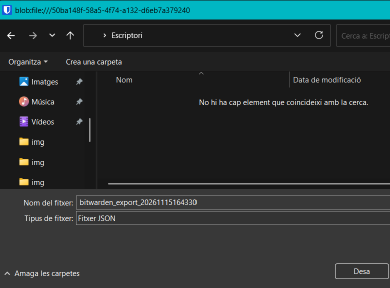 blob:file:///50ba148f-58a5-4f74-a132-d6eb7a379240
Escriptori
Cerca a: Escriptori
Organitza
Crea una carpeta
Imatges
Música
Vídeos
img
img
img
Nom
Data de modificació
No hi ha cap element que coincideixi amb la cerca.
Nom del fitxer: bitwarden_export_20261115164330
Tipus de fitxer: Fitxer JSON
Amaga les carpetes
Desa